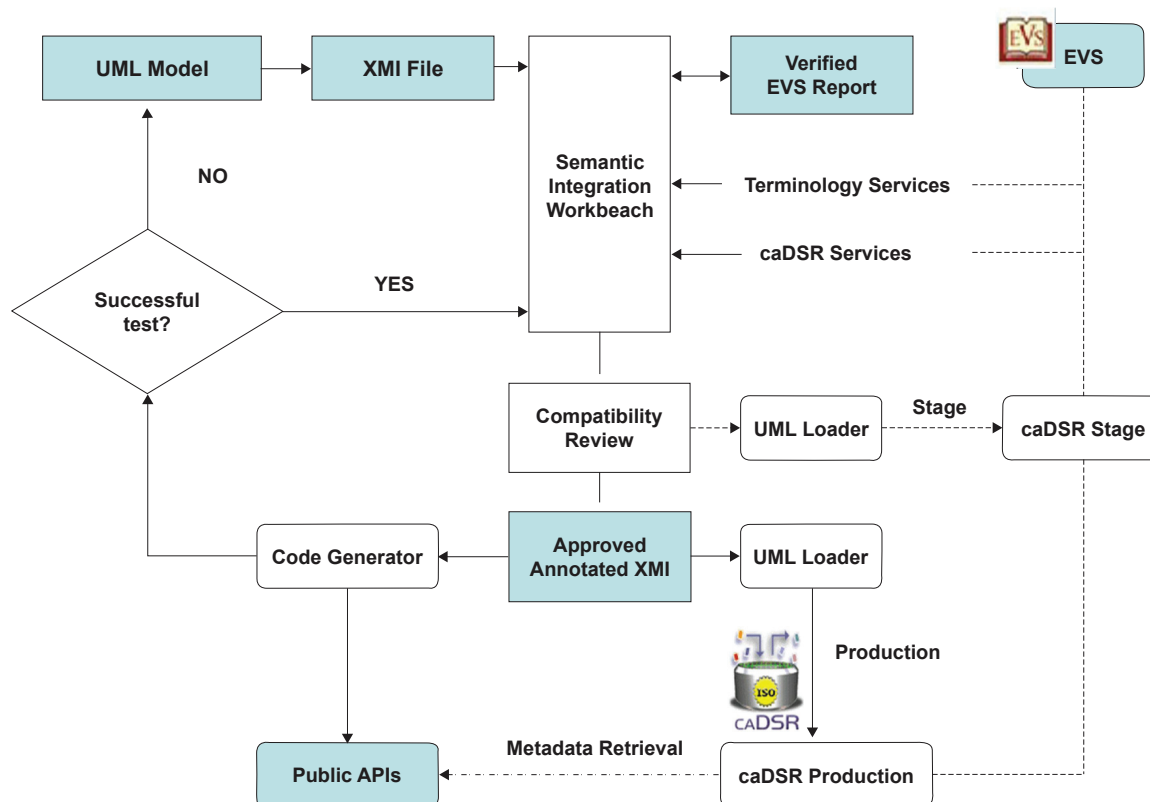 UML Model
XMI File
Verified
EVS Report
EVS
EVS
Semantic
Integration
Workbeach
Terminology Services
caDSR Services
NO
YES
Successful
test?
Compatibility
Review
UML Loader
Stage
caDSR Stage
Code Generator
Approved
Annotated XMI
UML Loader
Production
ISO
caDSR
Metadata Retrieval
Public APIs
caDSR Production